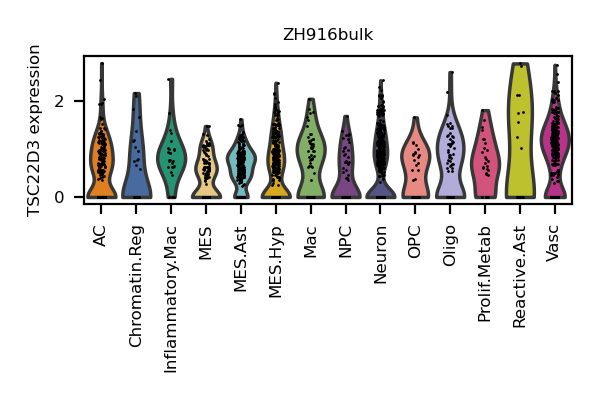 ZH916bulk
TSC22D3 expression
2
0
AC
Chromatin.Reg
Inflammatory.Mac
MES
MES.Ast
MES.Hyp
Mac
NPC
Neuron
OPC
Oligo
Prolif.Metab
Reactive.Ast
Vasc